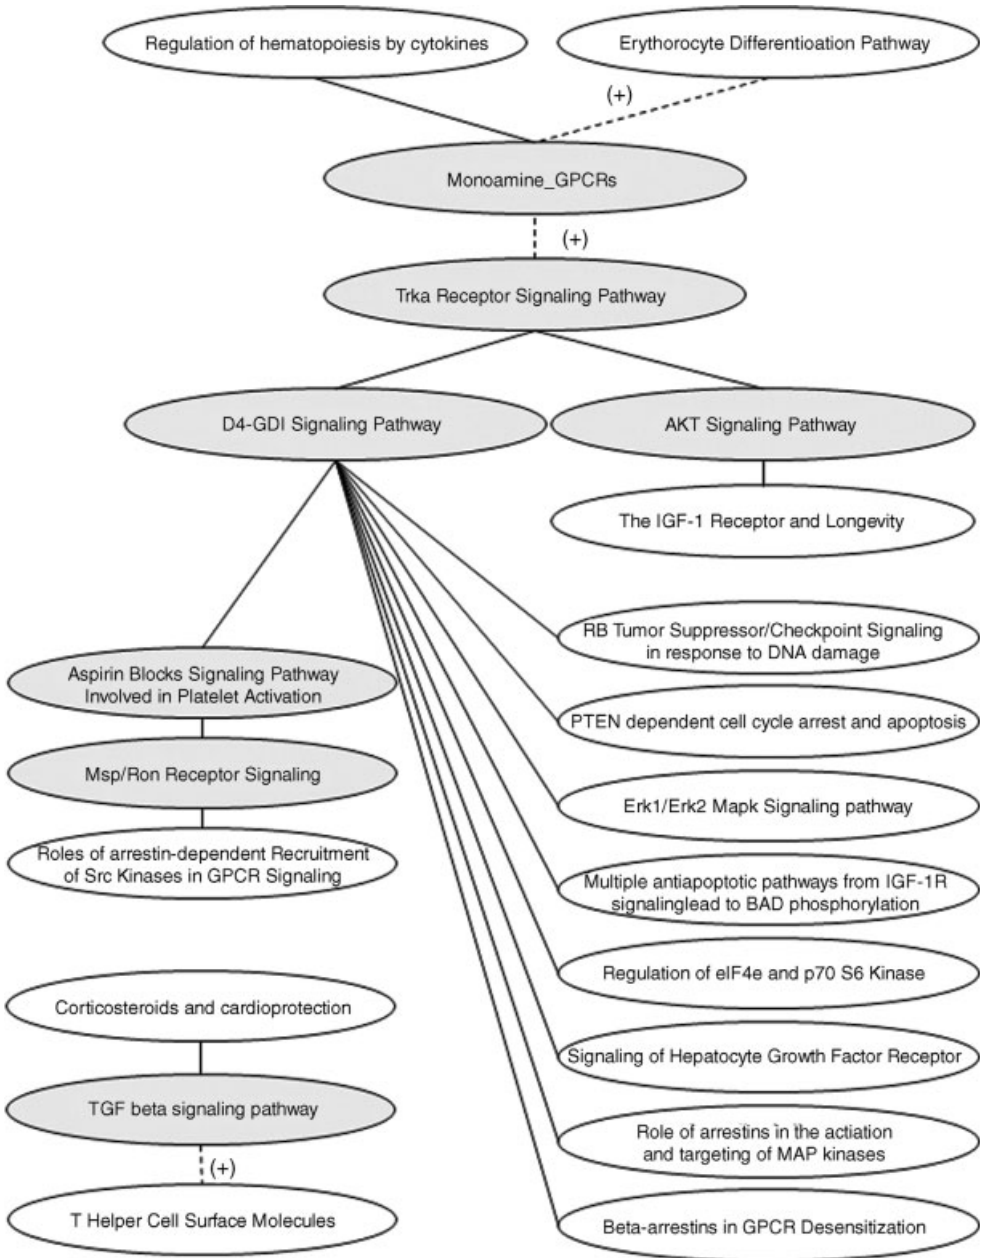 Regulation of hematopoiesis by cytokines
Erythorocyte Differentioation Pathway
(+)
Monoamine_GPCRs
(+)
Trka Receptor Signaling Pathway
D4-GDI Signaling Pathway
AKT Signaling Pathway
The IGF-1 Receptor and Longevity
RB Tumor Suppressor/Checkpoint Signaling
in response to DNA damage
Aspirin Blocks Signaling Pathway
Involved in Platelet Activation
PTEN dependent cell cycle arrest and apoptosis
Msp/Ron Receptor Signaling
Erk1/Erk2 Mapk Signaling pathway
Roles of arrestin-dependent Recruitment
of Src Kinases in GPCR Signaling
Multiple antiapoptotic pathways from IGF-1R
signalinglead to BAD phosphorylation
Regulation of eIF4e and p70 S6 Kinase
Corticosteroids and cardioprotection
Signaling of Hepatocyte Growth Factor Receptor
TGF beta signaling pathway
Role of arrestins in the actiation
and targeting of MAP kinases
(+)
T Helper Cell Surface Molecules
Beta-arrestins in GPCR Desensitization